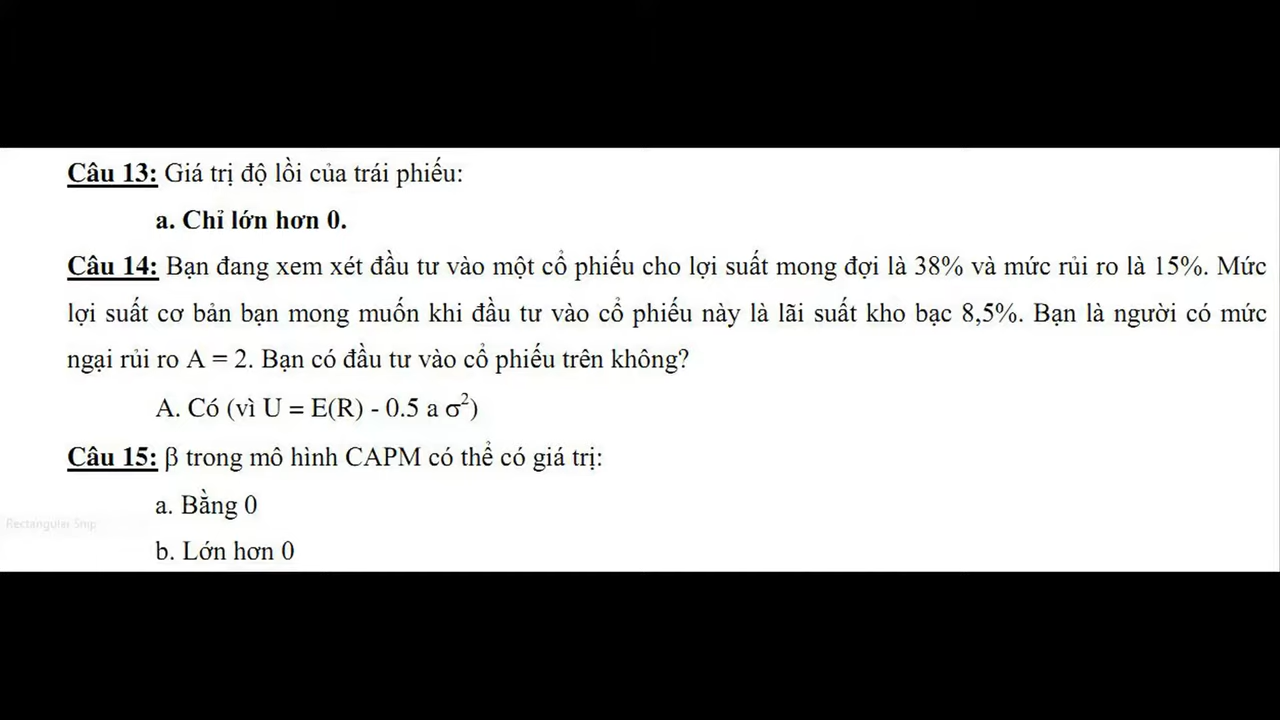 Câu 13: Giá trị độ lồi của trái phiếu:
a. Chỉ lớn hơn 0.
Câu 14: Bạn đang xem xét đầu tư vào một cổ phiếu cho lợi suất mong đợi là 38% và mức rủi ro là 15%. Mức
lợi suất cơ bản bạn mong muốn khi đầu tư vào cổ phiếu này là lãi suất kho bạc 8,5%. Bạn là người có mức
ngại rủi ro A = 2. Bạn có đầu tư vào cổ phiếu trên không?
A. Có (vì U = E(R) - 0.5 a σ²)
Câu 15: β trong mô hình CAPM có thể có giá trị:
a. Bằng 0
Rectangular Snip
b. Lớn hơn 0